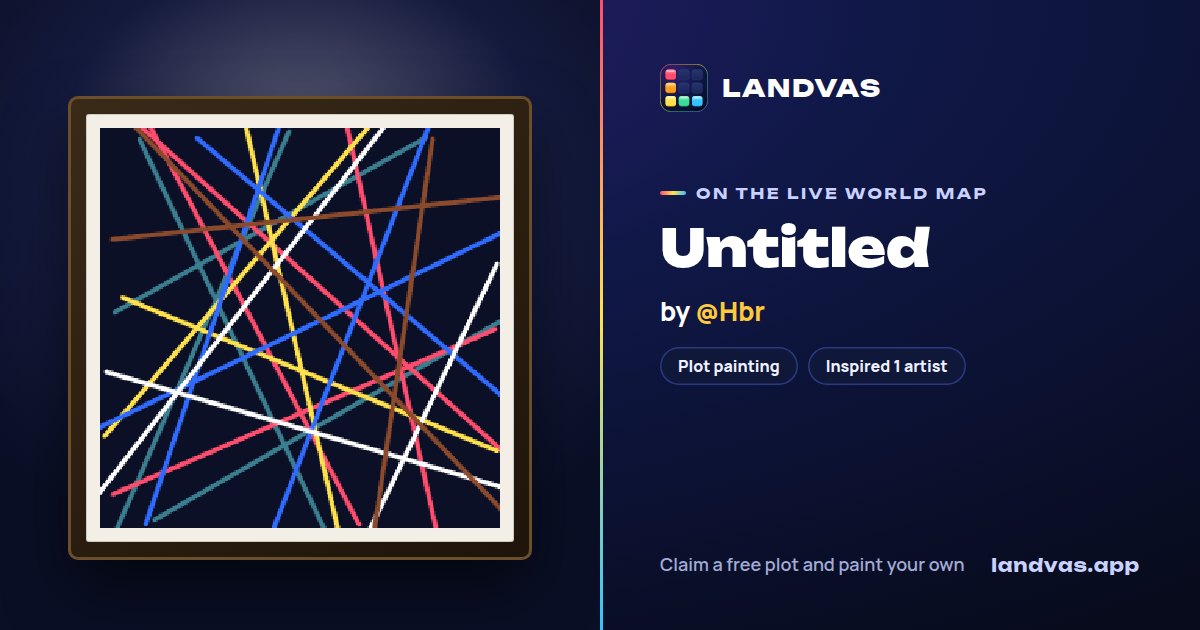 LANDVAS
ON THE LIVE WORLD MAP
Untitled
by @Hbr
Plot painting
Inspired 1 artist
Claim a free plot and paint your own
landvas.app